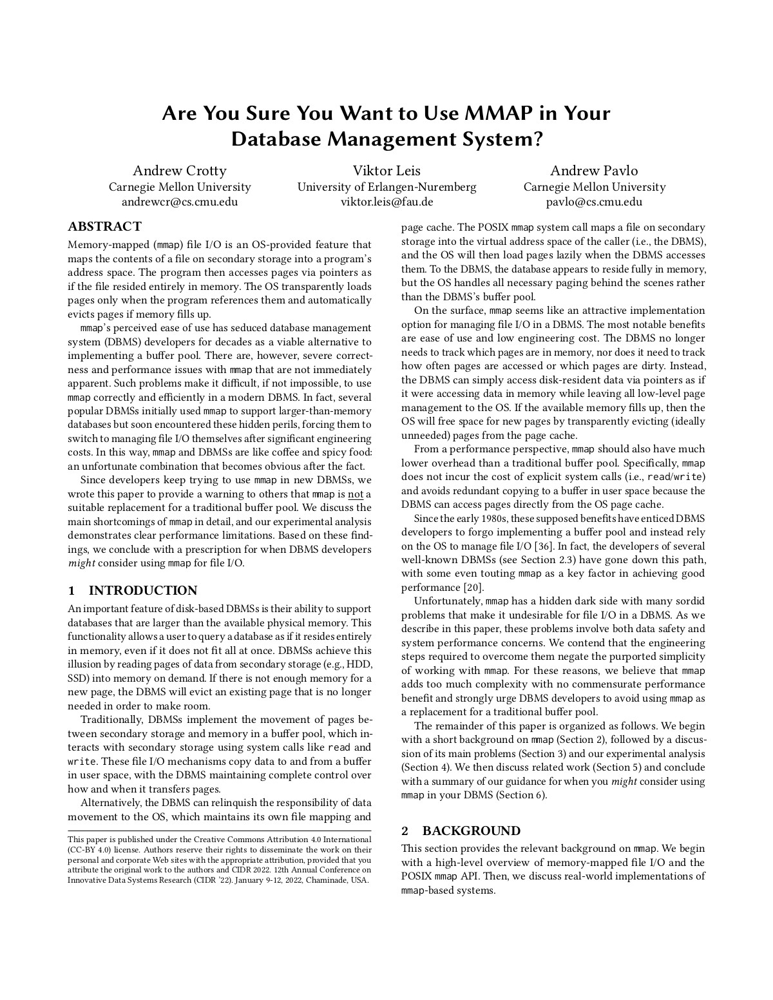 Are You Sure You Want to Use MMAP in Your
Database Management System?
Andrew Crotty
Carnegie Mellon University
andrewcr@cs.cmu.edu
Viktor Leis
University of Erlangen-Nuremberg
viktor.leis@fau.de
Andrew Pavlo
Carnegie Mellon University
pavlo@cs.cmu.edu
ABSTRACT
Memory-mapped (mmap) file I/O is an OS-provided feature that
maps the contents of a file on secondary storage into a program's
address space. The program then accesses pages via pointers as
if the file resided entirely in memory. The OS transparently loads
pages only when the program references them and automatically
evicts pages if memory fills up.
mmap's perceived ease of use has seduced database management
system (DBMS) developers for decades as a viable alternative to
implementing a buffer pool. There are, however, severe correct-
ness and performance issues with mmap that are not immediately
apparent. Such problems make it difficult, if not impossible, to use
mmap correctly and efficiently in a modern DBMS. In fact, several
popular DBMSs initially used mmap to support larger-than-memory
databases but soon encountered these hidden perils, forcing them to
switch to managing file I/O themselves after significant engineering
costs. In this way, mmap and DBMSs are like coffee and spicy food:
an unfortunate combination that becomes obvious after the fact.
Since developers keep trying to use mmap in new DBMSs, we
wrote this paper to provide a warning to others that mmap is not a
suitable replacement for a traditional buffer pool. We discuss the
main shortcomings of mmap in detail, and our experimental analysis
demonstrates clear performance limitations. Based on these find-
ings, we conclude with a prescription for when DBMS developers
might consider using mmap for file I/O.
1 INTRODUCTION
An important feature of disk-based DBMSs is their ability to support
databases that are larger than the available physical memory. This
functionality allows a user to query a database as if it resides entirely
in memory, even if it does not fit all at once. DBMSs achieve this
illusion by reading pages of data from secondary storage (e.g., HDD,
SSD) into memory on demand. If there is not enough memory for a
new page, the DBMS will evict an existing page that is no longer
needed in order to make room.
Traditionally, DBMSs implement the movement of pages be-
tween secondary storage and memory in a buffer pool, which in-
teracts with secondary storage using system calls like read and
write. These file I/O mechanisms copy data to and from a buffer
in user space, with the DBMS maintaining complete control over
how and when it transfers pages.
Alternatively, the DBMS can relinquish the responsibility of data
movement to the OS, which maintains its own file mapping and
This paper is published under the Creative Commons Attribution 4.0 International
(CC-BY 4.0) license. Authors reserve their rights to disseminate the work on their
personal and corporate Web sites with the appropriate attribution, provided that you
attribute the original work to the authors and CIDR 2022. 12th Annual Conference on
Innovative Data Systems Research (CIDR '22). January 9-12, 2022, Chaminade, USA.
page cache. The POSIX mmap system call maps a file on secondary
storage into the virtual address space of the caller (i.e., the DBMS),
and the OS will then load pages lazily when the DBMS accesses
them. To the DBMS, the database appears to reside fully in memory,
but the OS handles all necessary paging behind the scenes rather
than the DBMS's buffer pool.
On the surface, mmap seems like an attractive implementation
option for managing file I/O in a DBMS. The most notable benefits
are ease of use and low engineering cost. The DBMS no longer
needs to track which pages are in memory, nor does it need to track
how often pages are accessed or which pages are dirty. Instead,
the DBMS can simply access disk-resident data via pointers as if
it were accessing data in memory while leaving all low-level page
management to the OS. If the available memory fills up, then the
OS will free space for new pages by transparently evicting (ideally
unneeded) pages from the page cache.
From a performance perspective, mmap should also have much
lower overhead than a traditional buffer pool. Specifically, mmap
does not incur the cost of explicit system calls (i.e., read/write)
and avoids redundant copying to a buffer in user space because the
DBMS can access pages directly from the OS page cache.
Since the early 1980s, these supposed benefits have enticed DBMS
developers to forgo implementing a buffer pool and instead rely
on the OS to manage file I/O [36]. In fact, the developers of several
well-known DBMSs (see Section 2.3) have gone down this path,
with some even touting mmap as a key factor in achieving good
performance [20].
Unfortunately, mmap has a hidden dark side with many sordid
problems that make it undesirable for file I/O in a DBMS. As we
describe in this paper, these problems involve both data safety and
system performance concerns. We contend that the engineering
steps required to overcome them negate the purported simplicity
of working with mmap. For these reasons, we believe that mmap
adds too much complexity with no commensurate performance
benefit and strongly urge DBMS developers to avoid using mmap as
a replacement for a traditional buffer pool.
The remainder of this paper is organized as follows. We begin
with a short background on mmap (Section 2), followed by a discus-
sion of its main problems (Section 3) and our experimental analysis
(Section 4). We then discuss related work (Section 5) and conclude
with a summary of our guidance for when you might consider using
mmap in your DBMS (Section 6).
2 BACKGROUND
This section provides the relevant background on mmap. We begin
with a high-level overview of memory-mapped file I/O and the
POSIX mmap API. Then, we discuss real-world implementations of
mmap-based systems.